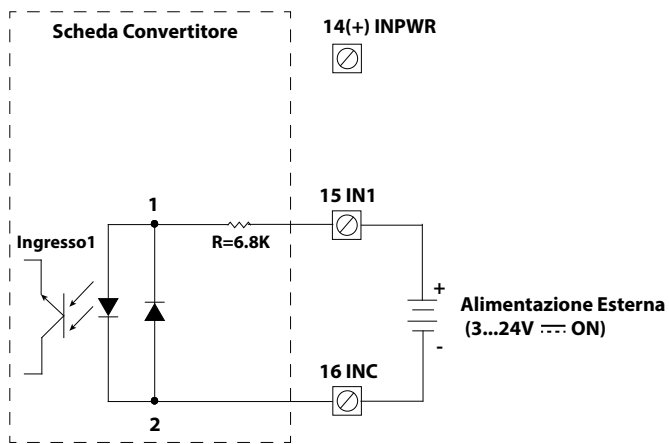 Scheda Convertitore
14(+) INPWR
1
15 IN1
Ingresso1
R=6.8K
+
Alimentazione Esterna
(3...24V ⎓ ON)
-
16 INC
2